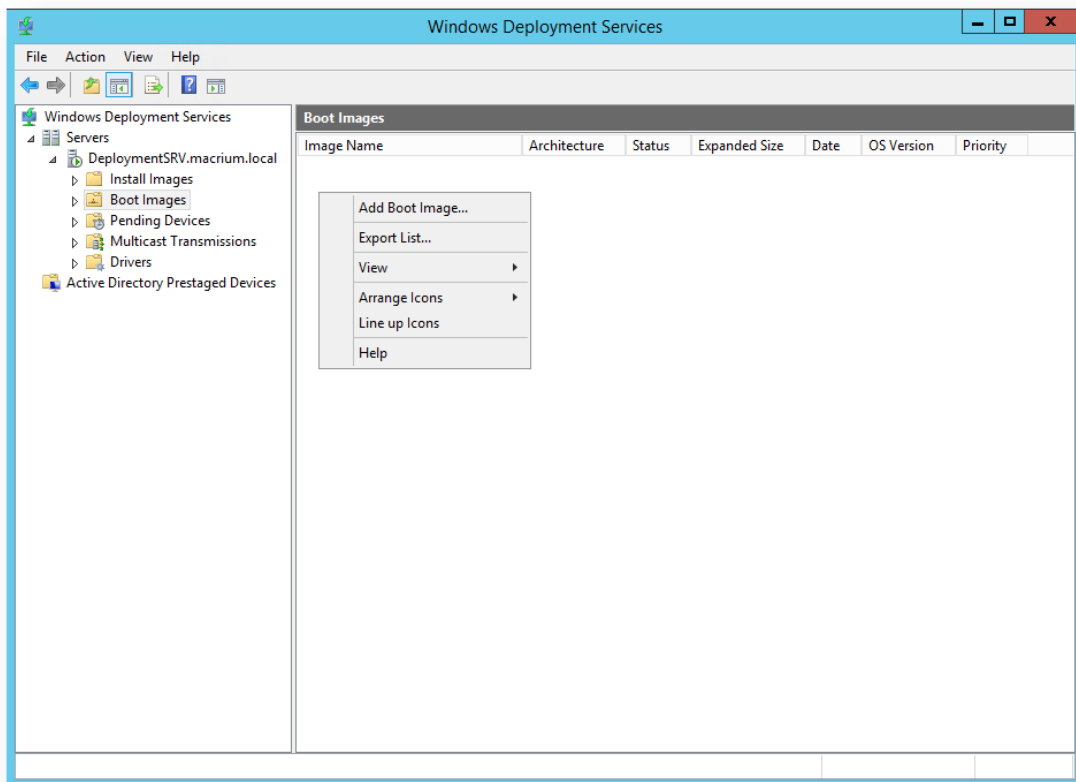 Windows Deployment Services
File Action View Help
Windows Deployment Services
Servers
DeploymentSRV.macrium.local
Install Images
Boot Images
Pending Devices
Multicast Transmissions
Drivers
Active Directory Prestaged Devices
Boot Images
Image Name Architecture Status Expanded Size Date OS Version Priority
Add Boot Image...
Export List...
View
Arrange Icons
Line up Icons
Help